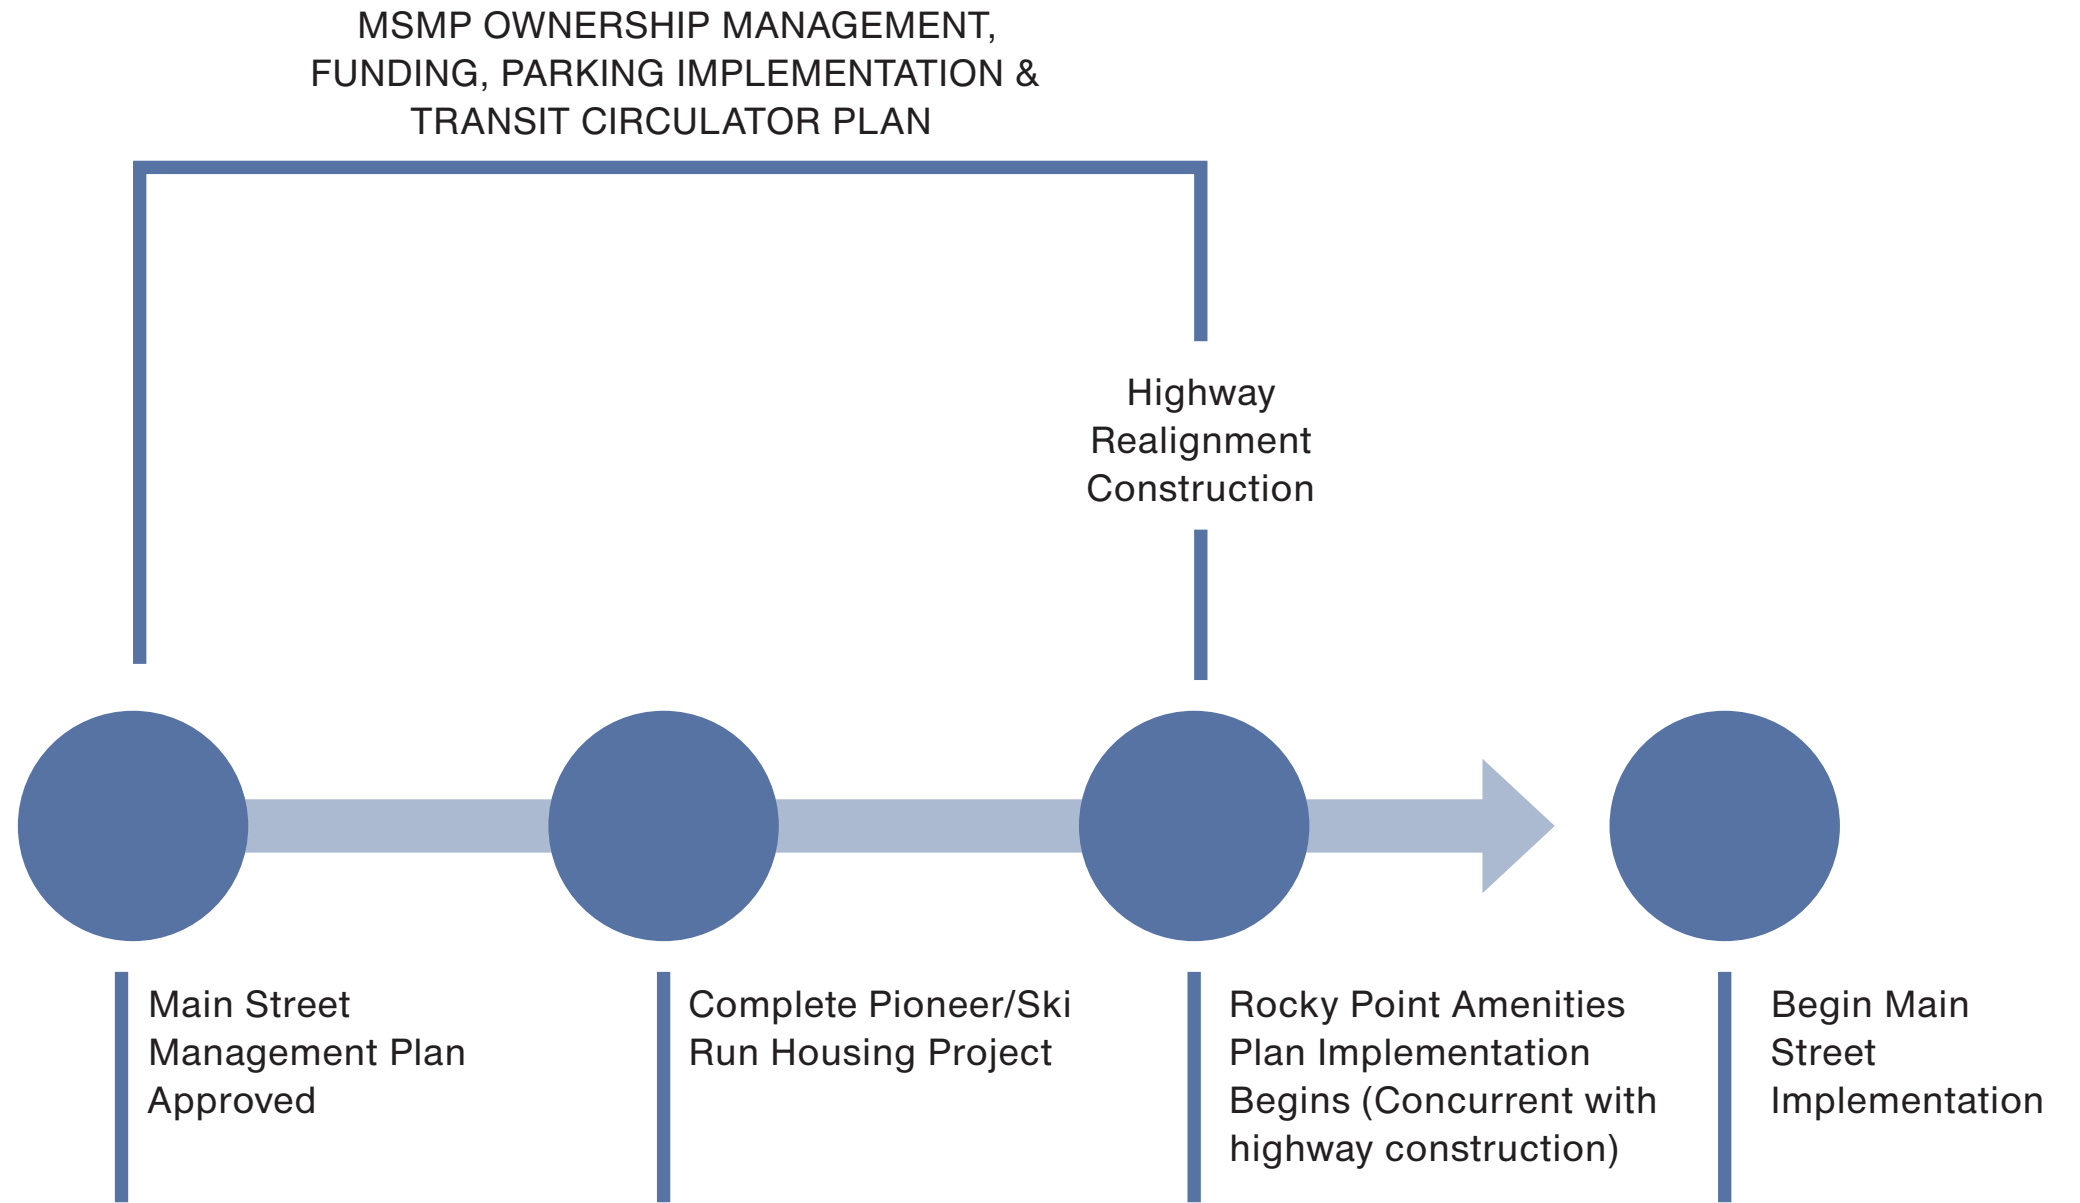 MSMP OWNERSHIP MANAGEMENT,
FUNDING, PARKING IMPLEMENTATION &
TRANSIT CIRCULATOR PLAN
Highway
Realignment
Construction
Main Street
Management Plan
Approved
Complete Pioneer/Ski
Run Housing Project
Rocky Point Amenities
Plan Implementation
Begins (Concurrent with
highway construction)
Begin Main
Street
Implementation